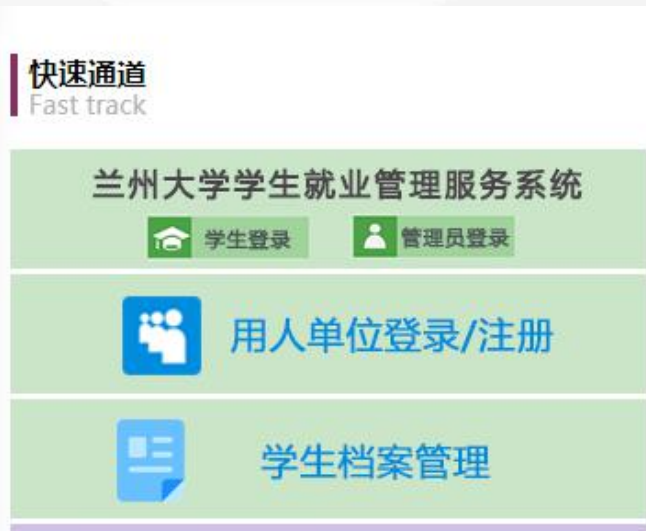 快速通道
Fast track
兰州大学学生就业管理服务系统
学生登录 管理员登录
用人单位登录/注册
学生档案管理